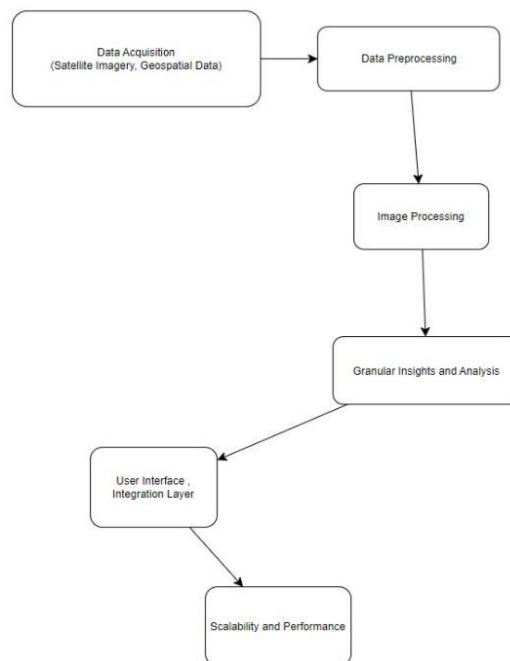 Data Acquisition
(Satellite Imagery, Geospatial Data)
Data Preprocessing
Image Processing
Granular Insights and Analysis
User Interface ,
Integration Layer
Scalability and Performance